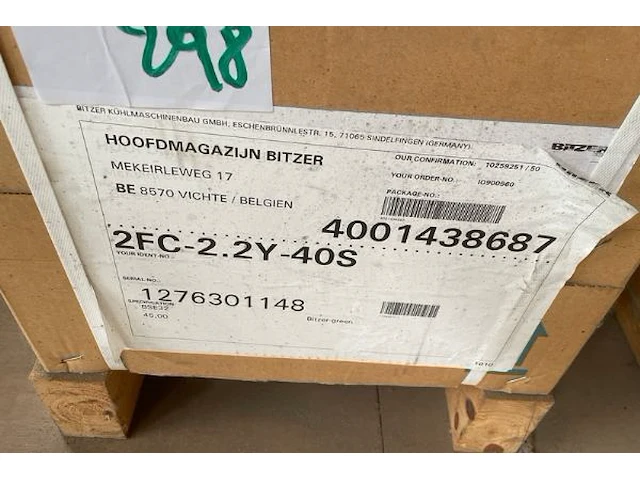 298
BITZER KÜHLMASCHINENBAU GMBH, ESCHENBRÜNNLESTR. 15, 71065 SINDELFINGEN (GERMANY)
HOOFDMAGAZIJN BITZER
MEKEIRLEWEG 17
BE 8570 VICHTE / BELGIEN
OUR CONFIRMATION: 10259251 / 50
BITZER
YOUR ORDER-NO.: IO900560
PACKAGE-NO.:
4001438687
2FC-2.2Y-40S
YOUR IDENT-NO.:
SERIAL-NO.:
1276301148
SPECIFICATION
BSE32
45,00
Bitzer-green
1010